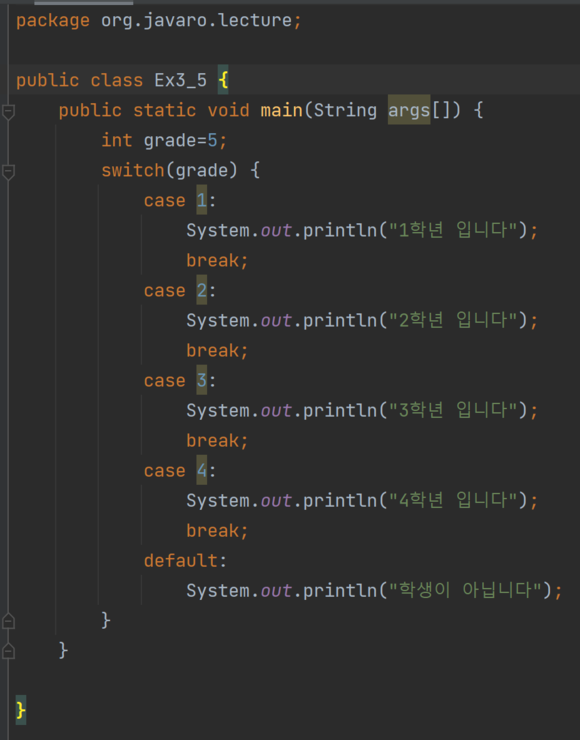 package org.javaro.lecture;
public class Ex3_5 {
public static void main(String args[]) {
int grade=5;
switch(grade) {
case 1:
System.out.println("1학년 입니다");
break;
case 2:
System.out.println("2학년 입니다");
break;
case 3:
System.out.println("3학년 입니다");
break;
case 4:
System.out.println("4학년 입니다");
break;
default:
System.out.println("학생이 아닙니다");
}
}
}